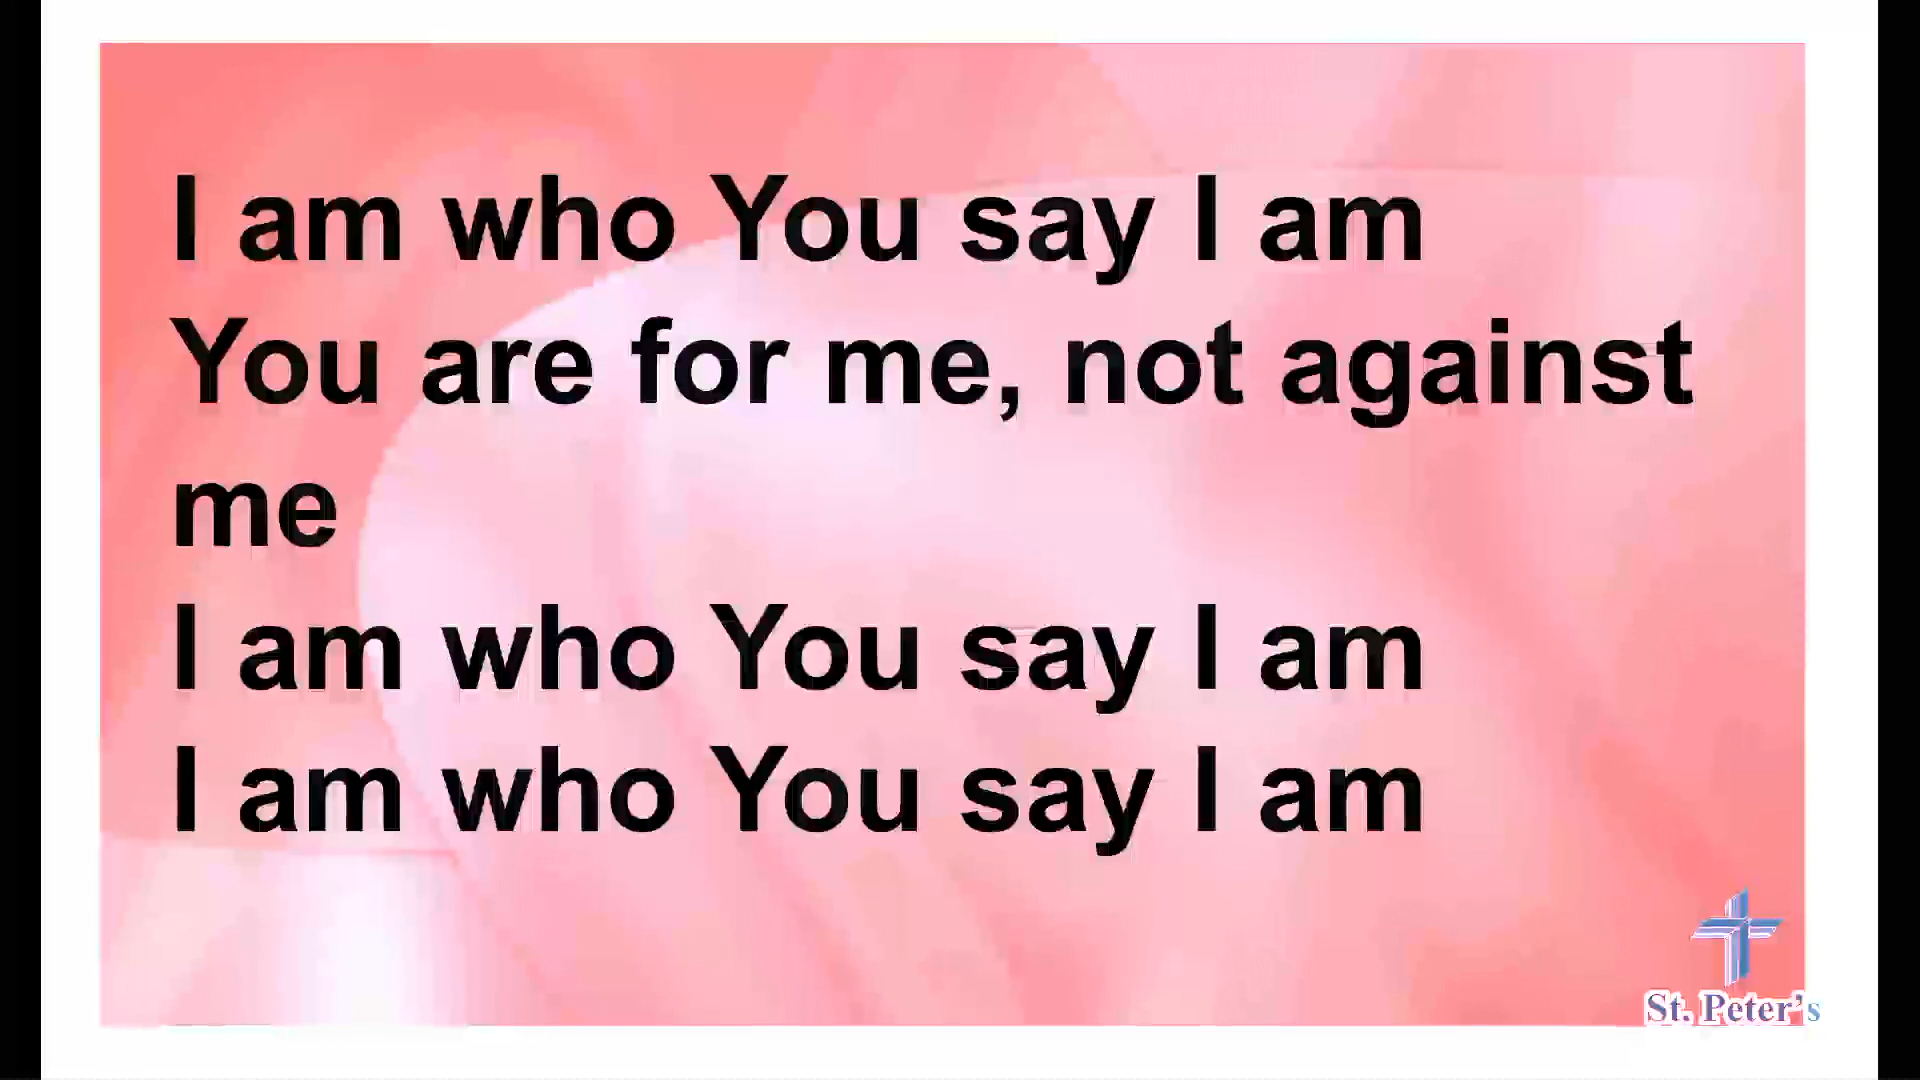 I am who You say I am
You are for me, not against
me
I am who You say I am
I am who You say I am
St. Peter's